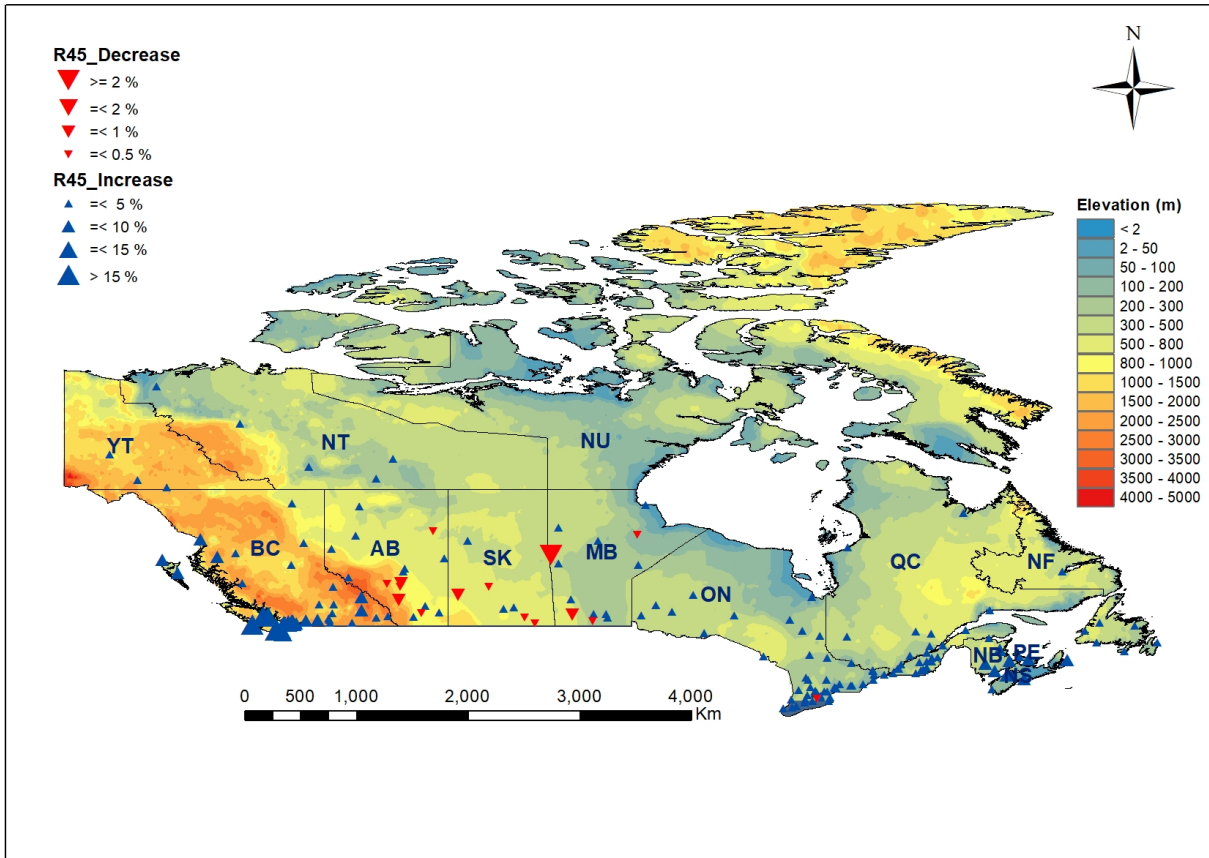 N
R45_Decrease
>= 2 %
=< 2 %
=< 1 %
=< 0.5 %
R45_Increase
=< 5 %
=< 10 %
=< 15 %
> 15 %
Elevation (m)
< 2
2 - 50
50 - 100
100 - 200
200 - 300
300 - 500
500 - 800
800 - 1000
1000 - 1500
1500 - 2000
2000 - 2500
2500 - 3000
3000 - 3500
3500 - 4000
4000 - 5000
YT
NT
NU
BC
AB
SK
MB
ON
QC
NF
NB
PE
NS
0 500 1,000 2,000 3,000 4,000
Km